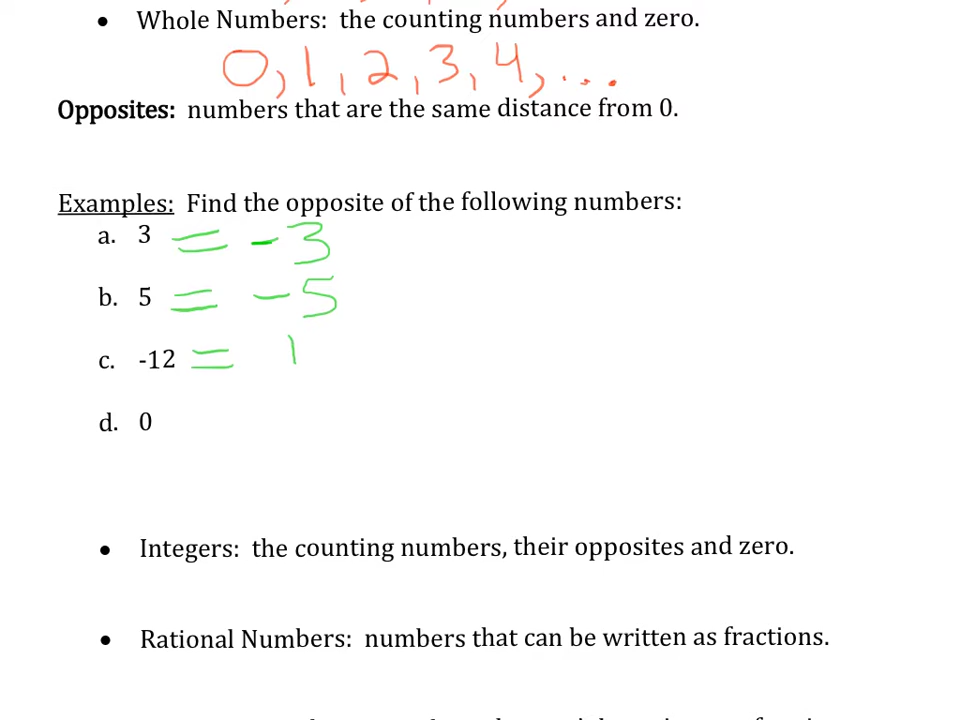 • Whole Numbers: the counting numbers and zero.
0, 1, 2, 3, 4, ...
Opposites: numbers that are the same distance from 0.
Examples: Find the opposite of the following numbers:
a. 3 = -3
b. 5 = -5
c. -12 = 1
d. 0
• Integers: the counting numbers, their opposites and zero.
• Rational Numbers: numbers that can be written as fractions.